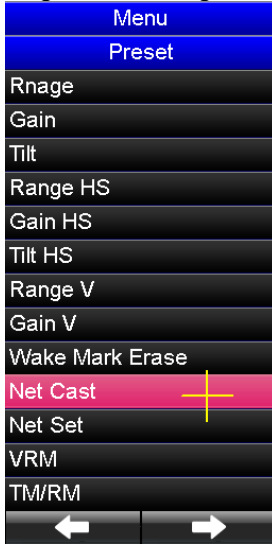 Menu
Preset
Rnage
Gain
Tilt
Range HS
Gain HS
Tilt HS
Range V
Gain V
Wake Mark Erase
Net Cast
Net Set
VRM
TM/RM